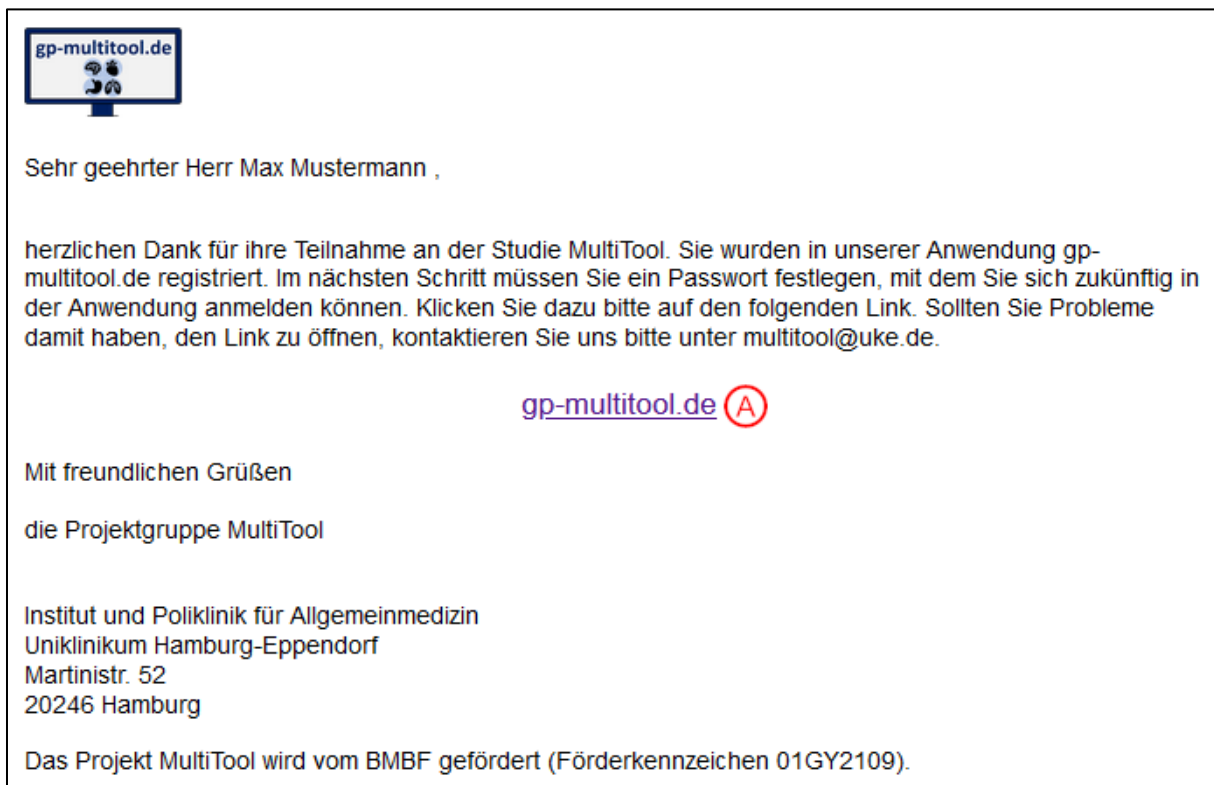 gp-multitool.de
Sehr geehrter Herr Max Mustermann ,
herzlichen Dank für ihre Teilnahme an der Studie MultiTool. Sie wurden in unserer Anwendung gp-
multitool.de registriert. Im nächsten Schritt müssen Sie ein Passwort festlegen, mit dem Sie sich zukünftig in
der Anwendung anmelden können. Klicken Sie dazu bitte auf den folgenden Link. Sollten Sie Probleme
damit haben, den Link zu öffnen, kontaktieren Sie uns bitte unter multitool@uke.de.
gp-multitool.de A
Mit freundlichen Grüßen
die Projektgruppe MultiTool
Institut und Poliklinik für Allgemeinmedizin
Uniklinikum Hamburg-Eppendorf
Martinistr. 52
20246 Hamburg
Das Projekt MultiTool wird vom BMBF gefördert (Förderkennzeichen 01GY2109).